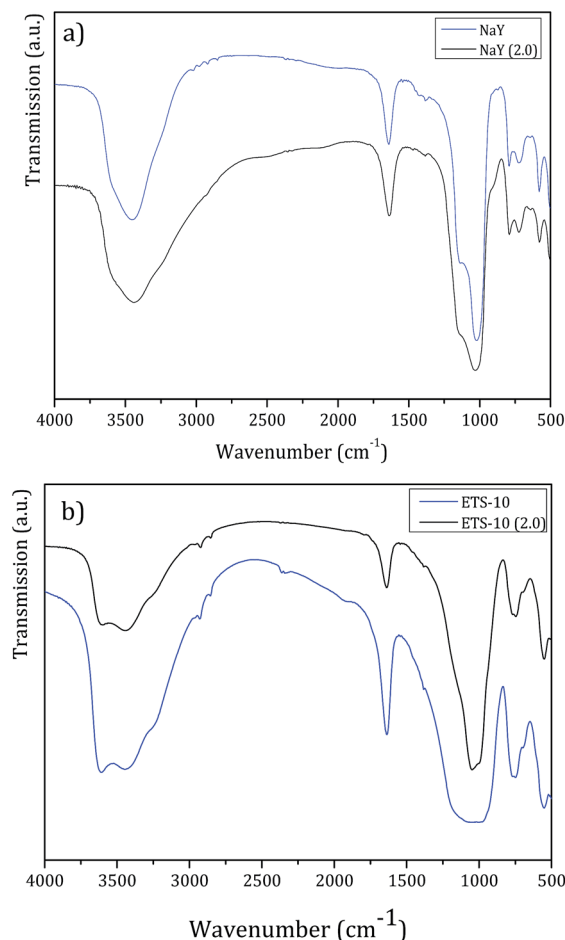 a)
NaY
NaY (2.0)
Transmission (a.u.)
4000 3500 3000 2500 2000 1500 1000 500
Wavenumber (cm⁻¹)
b)
ETS-10
ETS-10 (2.0)
Transmission (a.u.)
4000 3500 3000 2500 2000 1500 1000 500
Wavenumber (cm⁻¹)